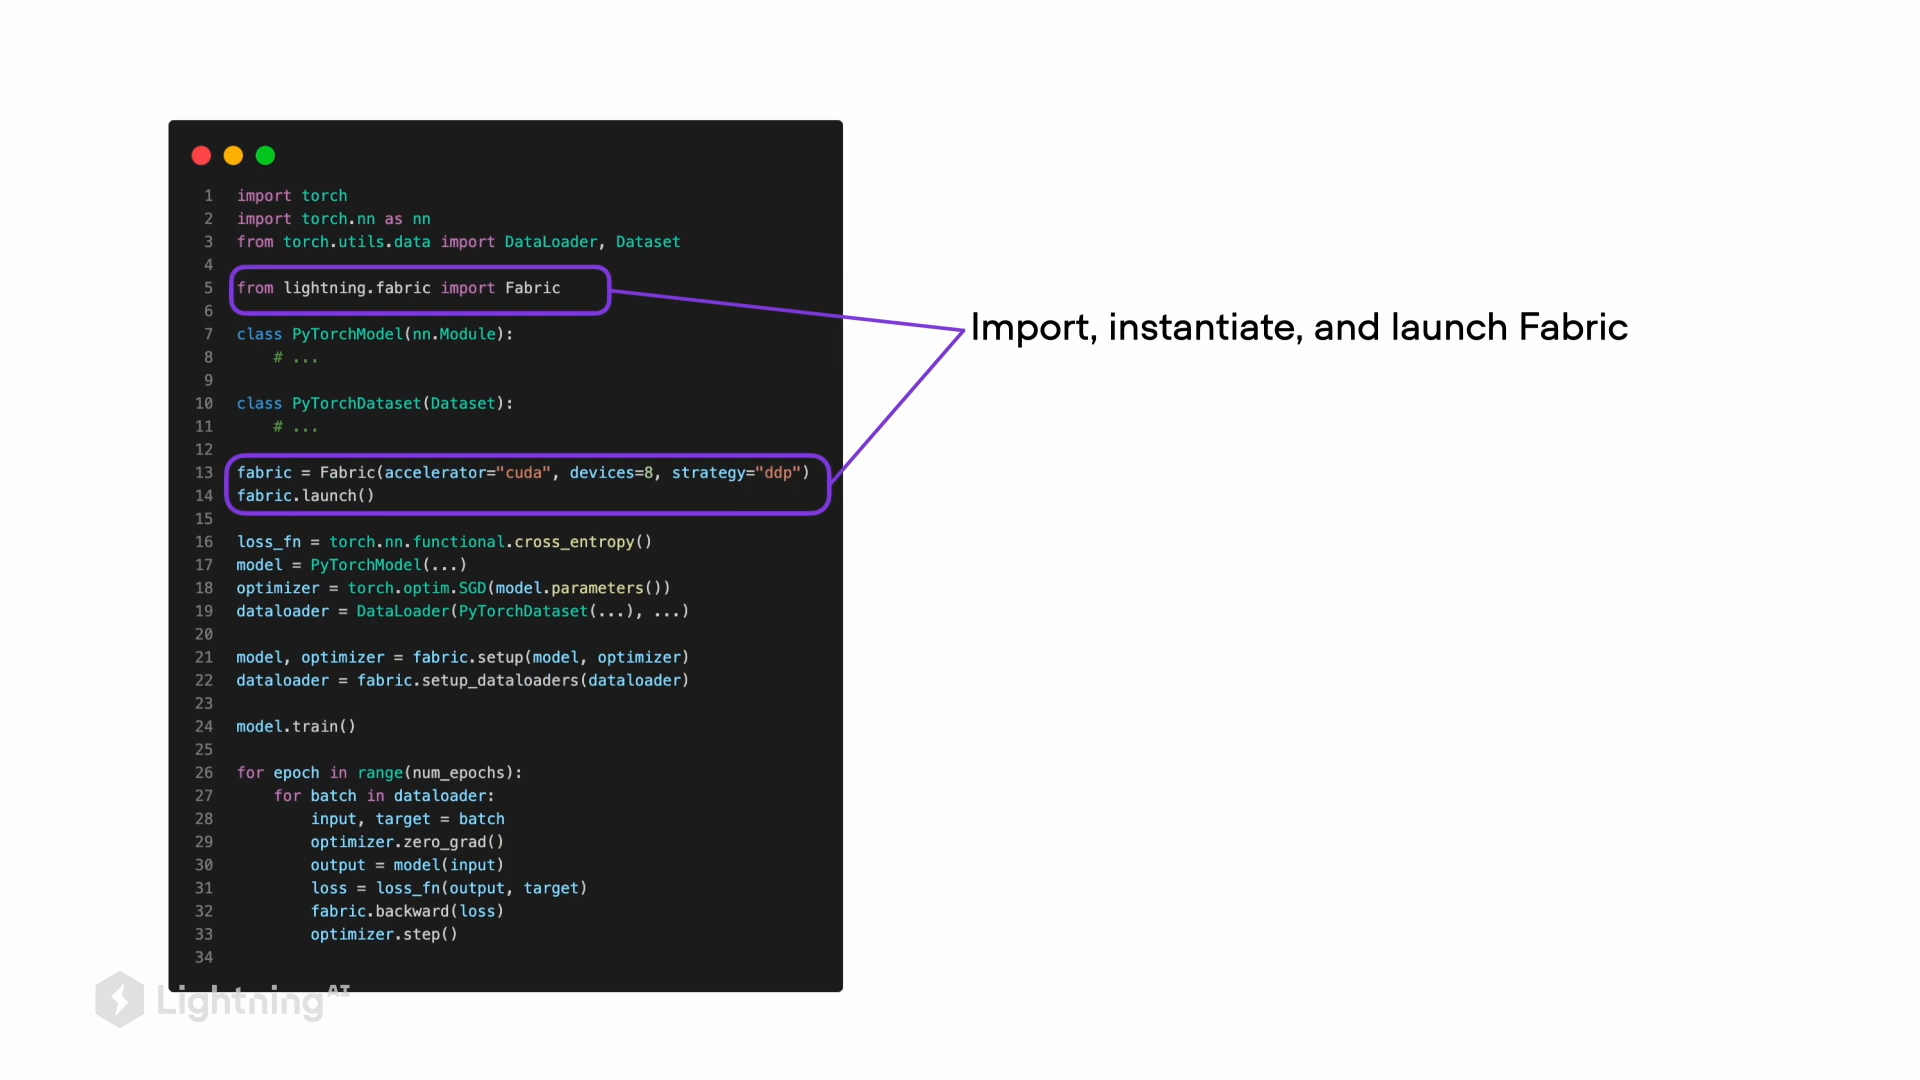 1 import torch
2 import torch.nn as nn
3 from torch.utils.data import DataLoader, Dataset
4
5 from lightning.fabric import Fabric
6
7 class PyTorchModel(nn.Module):
8     # ...
9
10 class PyTorchDataset(Dataset):
11     # ...
12
13 fabric = Fabric(accelerator="cuda", devices=8, strategy="ddp")
14 fabric.launch()
15
16 loss_fn = torch.nn.functional.cross_entropy()
17 model = PyTorchModel(...)
18 optimizer = torch.optim.SGD(model.parameters())
19 dataloader = DataLoader(PyTorchDataset(...), ...)
20
21 model, optimizer = fabric.setup(model, optimizer)
22 dataloader = fabric.setup_dataloaders(dataloader)
23
24 model.train()
25
26 for epoch in range(num_epochs):
27     for batch in dataloader:
28         input, target = batch
29         optimizer.zero_grad()
30         output = model(input)
31         loss = loss_fn(output, target)
32         fabric.backward(loss)
33         optimizer.step()
34
Import, instantiate, and launch Fabric
Lightning AI